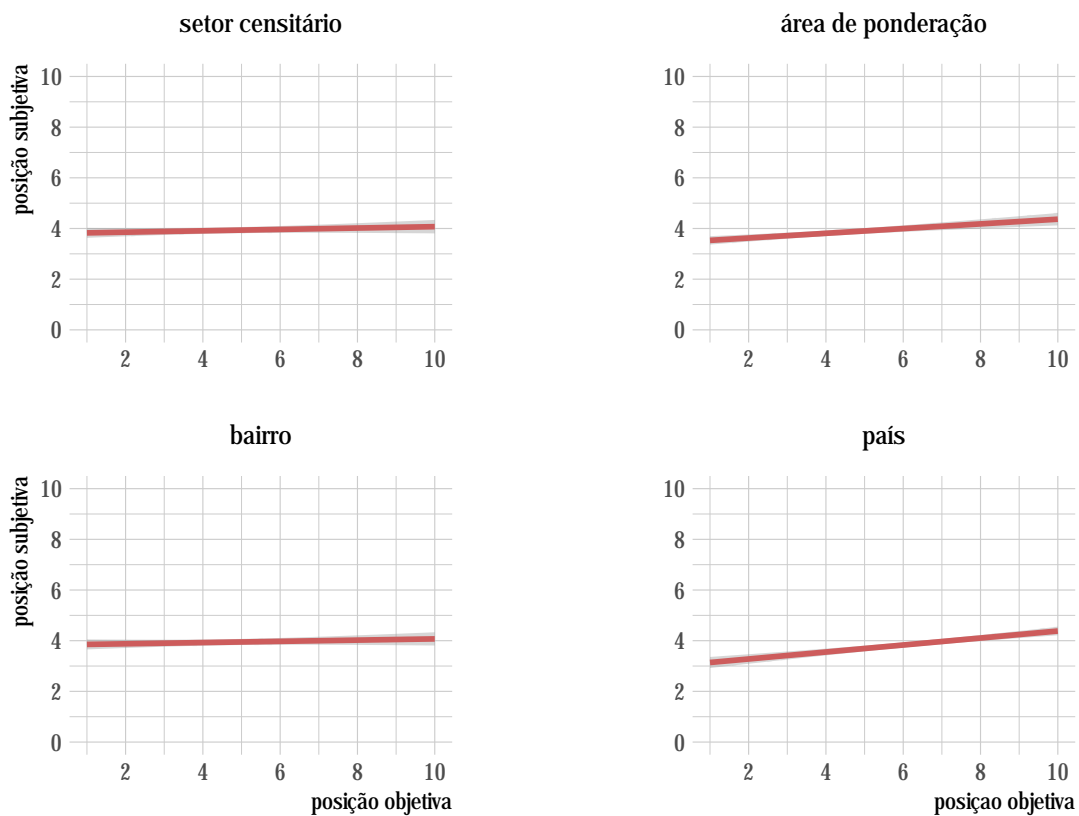 setor censitário
posição subjetiva
10
8
6
4
2
0
2 4 6 8 10
área de ponderação
10
8
6
4
2
0
2 4 6 8 10
bairro
posição subjetiva
10
8
6
4
2
0
2 4 6 8 10
posição objetiva
país
10
8
6
4
2
0
2 4 6 8 10
posiçao objetiva